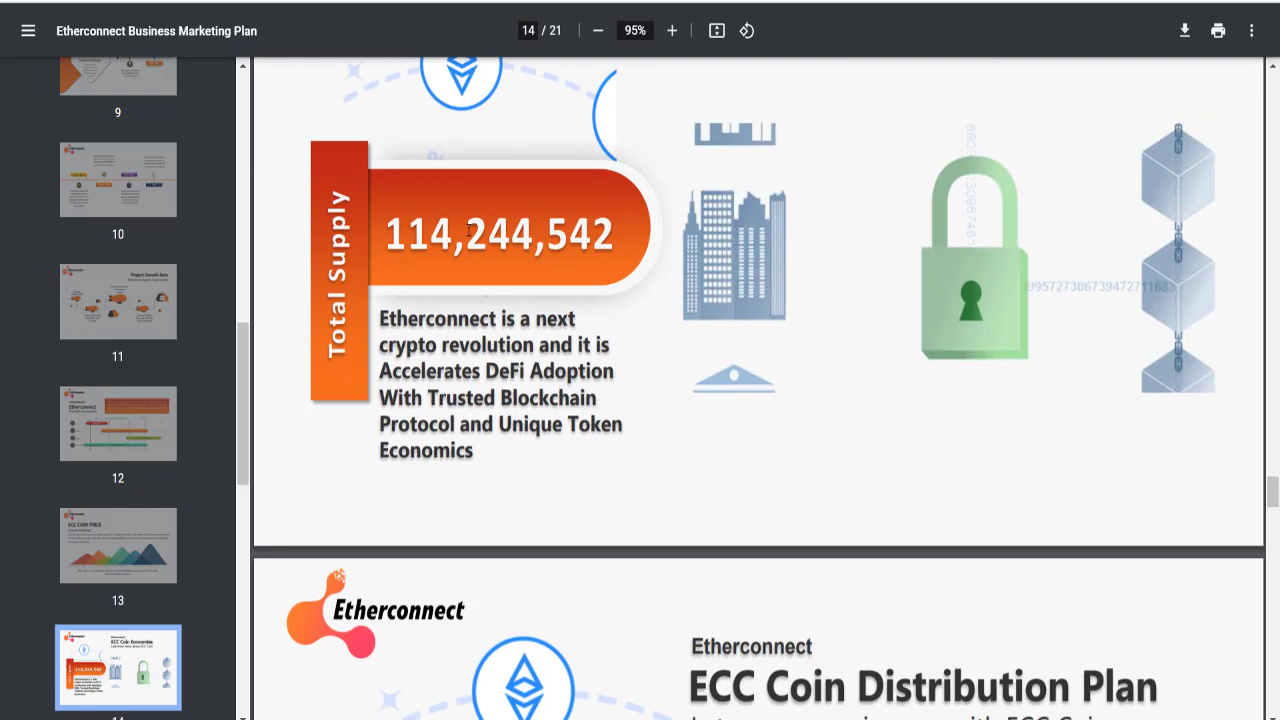 Etherconnect Business Marketing Plan
14 / 21
95%
9
10
11
12
13
Total Supply
114,244,542
Etherconnect is a next
crypto revolution and it is
Accelerates DeFi Adoption
With Trusted Blockchain
Protocol and Unique Token
Economics
Etherconnect
Etherconnect
ECC Coin Distribution Plan